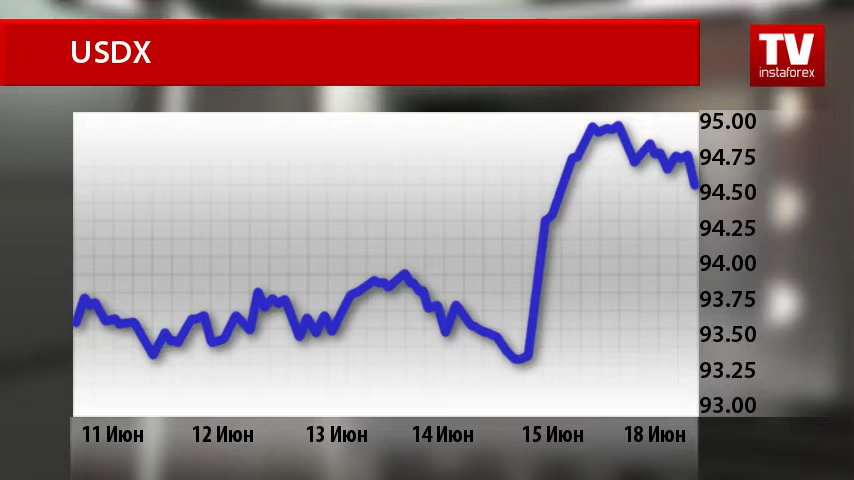 USDX
TV
instaforex
95.00
94.75
94.50
94.25
94.00
93.75
93.50
93.25
93.00
11 Июн 12 Июн 13 Июн 14 Июн 15 Июн 18 Июн